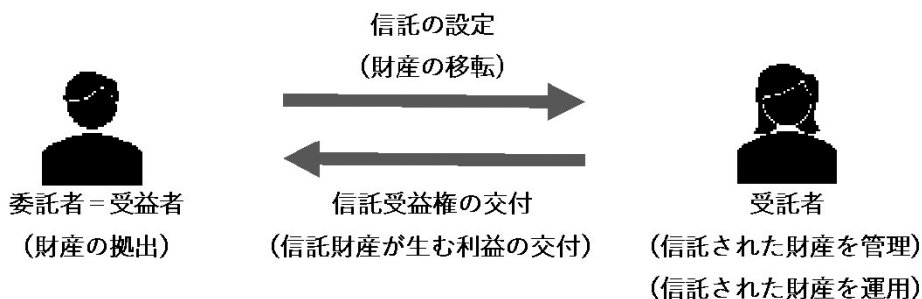 信託の設定
（財産の移転）
委託者＝受益者
（財産の拠出）
信託受益権の交付
（信託財産が生む利益の交付）
受託者
（信託された財産を管理）
（信託された財産を運用）